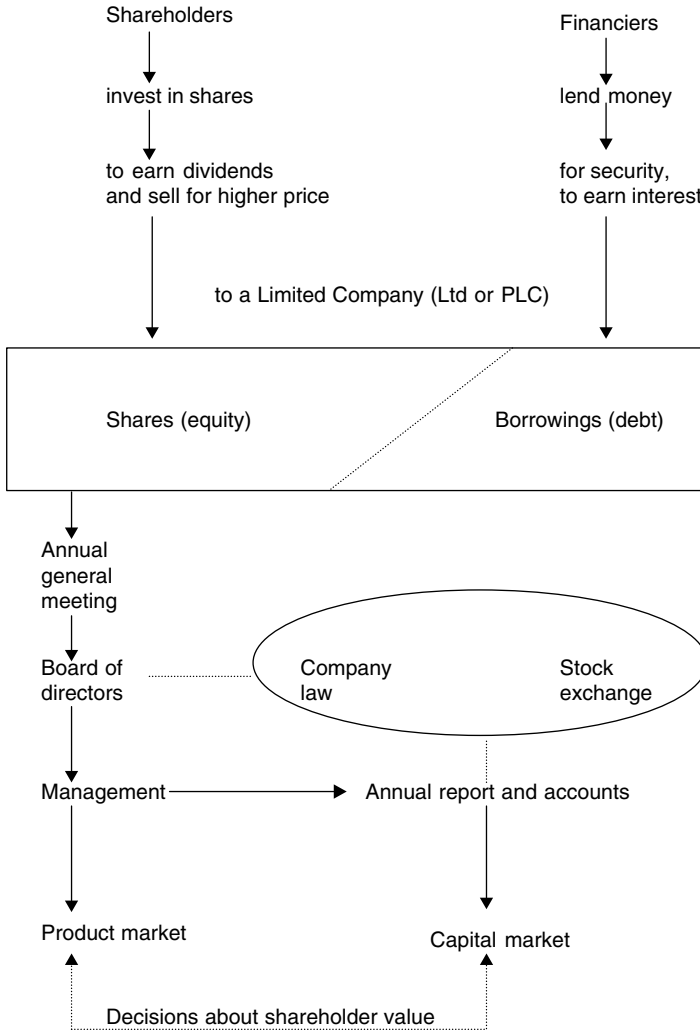 Shareholders
Financiers
invest in shares
lend money
to earn dividends
and sell for higher price
for security,
to earn interest
to a Limited Company (Ltd or PLC)
Shares (equity)
Borrowings (debt)
Annual
general
meeting
Board of
directors
Company
law
Stock
exchange
Management
Annual report and accounts
Product market
Capital market
Decisions about shareholder value